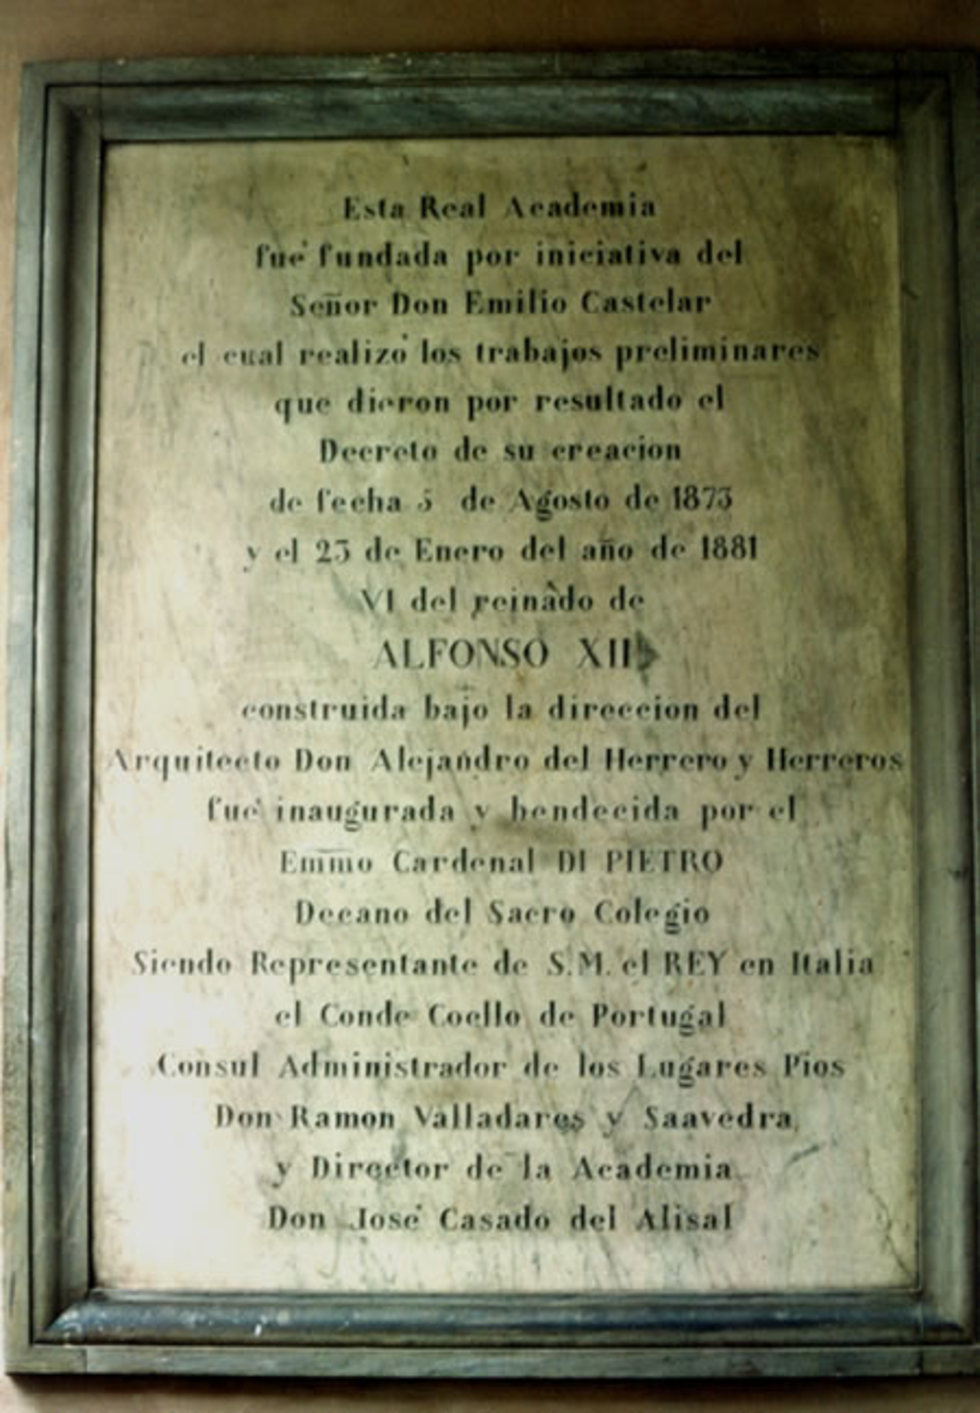 Esta Real Academia
fué fundada por iniciativa del
Señor Don Emilio Castelar
el cual realizó los trabajos preliminares
que dieron por resultado el
Decreto de su creacion
de fecha 5 de Agosto de 1873
y el 23 de Enero del año de 1881
VI del reinado de
ALFONSO XII
construida bajo la direccion del
Arquitecto Don Alejandro del Herrero y Herreros
fué inaugurada y bendecida por el
Em̅m̅o Cardenal DI PIETRO
Decano del Sacro Colegio
Siendo Representante de S.M. el REY en Italia
el Conde Coello de Portugal
Consul Administrador de los Lugares Pios
Don Ramon Valladares y Saavedra
y Director de la Academia
Don José Casado del Alisal